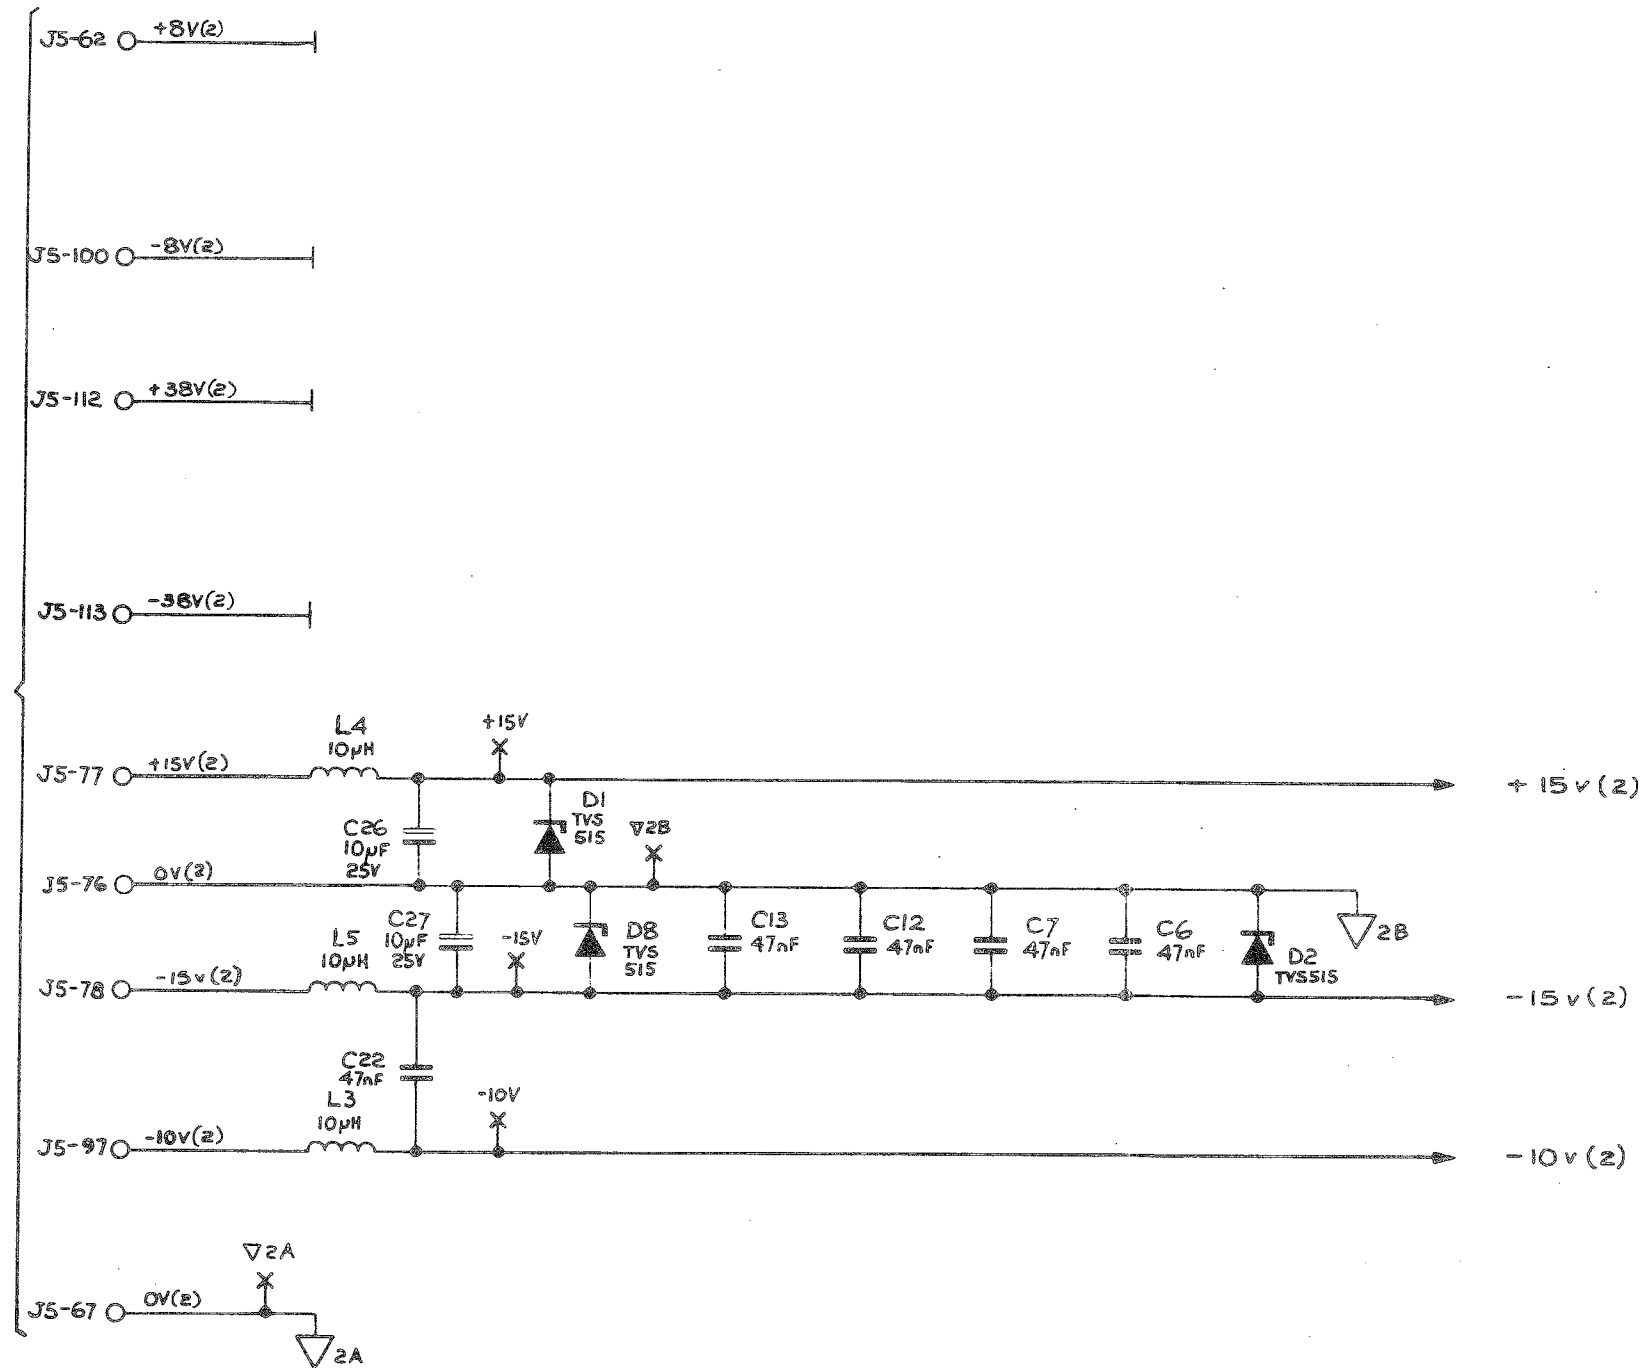 J5-62 +8V(2)
J5-100 -8V(2)
J5-112 +38V(2)
J5-113 -38V(2)
L4
10µH
+15V
J5-77 +15V(2)
+15v(2)
C26
10µF
25V
D1
TVS
515
▽2B
J5-76 0V(2)
2B
L5
10µH
C27
10µF
25V
-15V
D8
TVS
515
C13
47nF
C12
47nF
C7
47nF
C6
47nF
D2
TVS515
J5-78 -15v(2)
-15v(2)
C22
47nF
L3
10µH
-10V
J5-97 -10v(2)
-10v(2)
▽2A
J5-67 0V(2)
2A